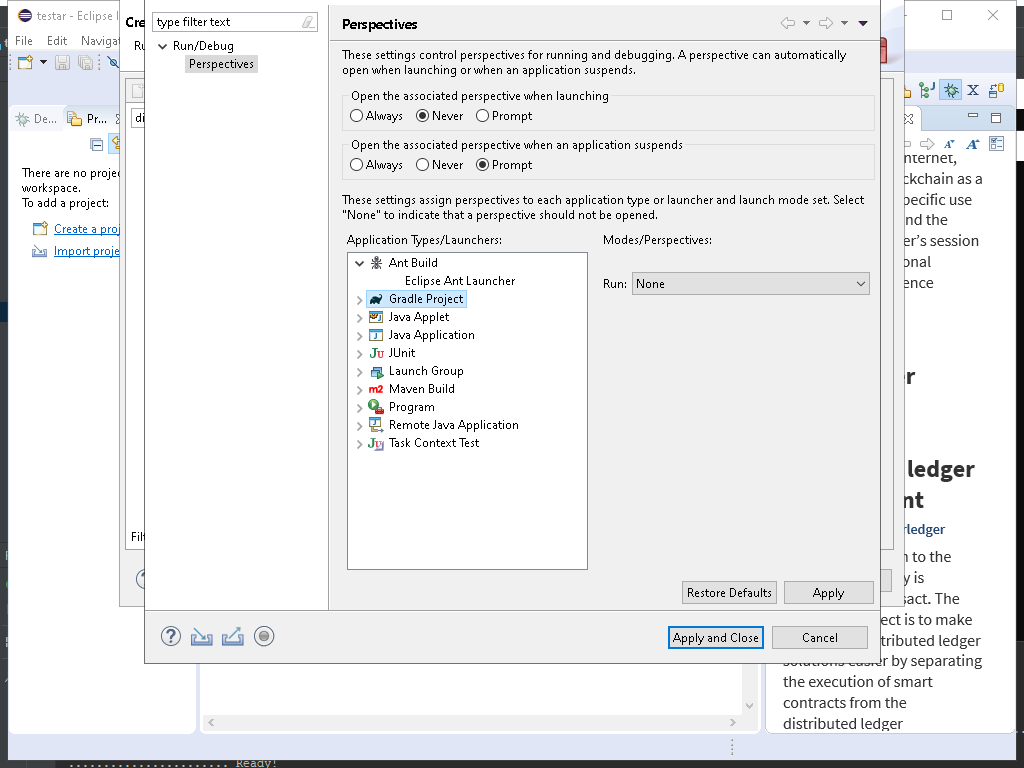 testar - Eclipse I
File Edit Navigat
De...
Pr...
There are no proje
workspace.
To add a project:
Create a proj
Import proje
Cre
Ru
di
Filt
type filter text
Run/Debug
Perspectives
Perspectives
These settings control perspectives for running and debugging. A perspective can automatically
open when launching or when an application suspends.
Open the associated perspective when launching
Always Never Prompt
Open the associated perspective when an application suspends
Always Never Prompt
These settings assign perspectives to each application type or launcher and launch mode set. Select
"None" to indicate that a perspective should not be opened.
Application Types/Launchers:
Modes/Perspectives:
Ant Build
Eclipse Ant Launcher
Run: None
Gradle Project
Java Applet
Java Application
JUnit
Launch Group
Maven Build
Program
Remote Java Application
Task Context Test
Restore Defaults Apply
Apply and Close Cancel
nternet,
ckchain as a
pecific use
nd the
er's session
onal
ence
r
ledger
nt
rledger
n to the
y is
sact. The
ect is to make
tributed ledger
solutions easier by separating
the execution of smart
contracts from the
distributed ledger
....................... Ready!